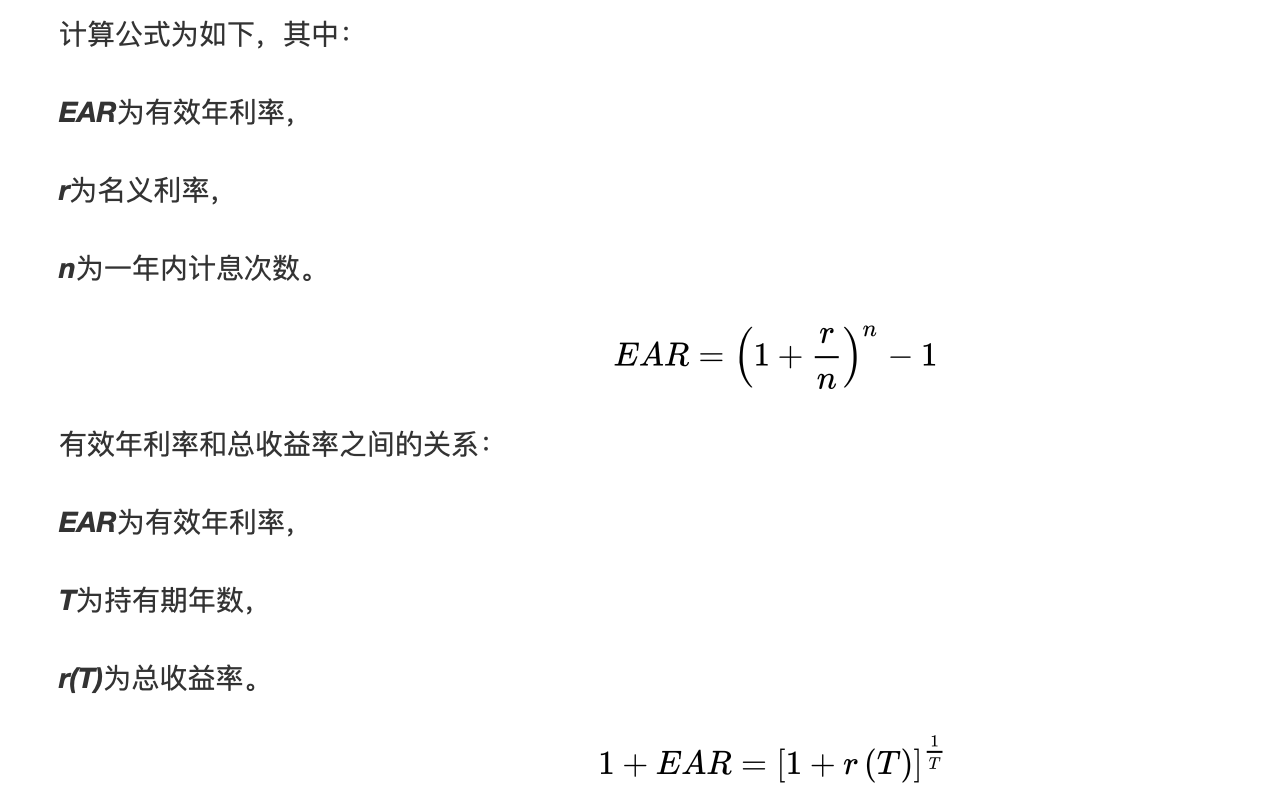 计算公式为如下，其中：
EAR为有效年利率，
r为名义利率，
n为一年内计息次数。
EAR = (1 + r/n)^n − 1
有效年利率和总收益率之间的关系：
EAR为有效年利率，
T为持有期年数，
r(T)为总收益率。
1 + EAR = [1 + r (T)]^(1/T)